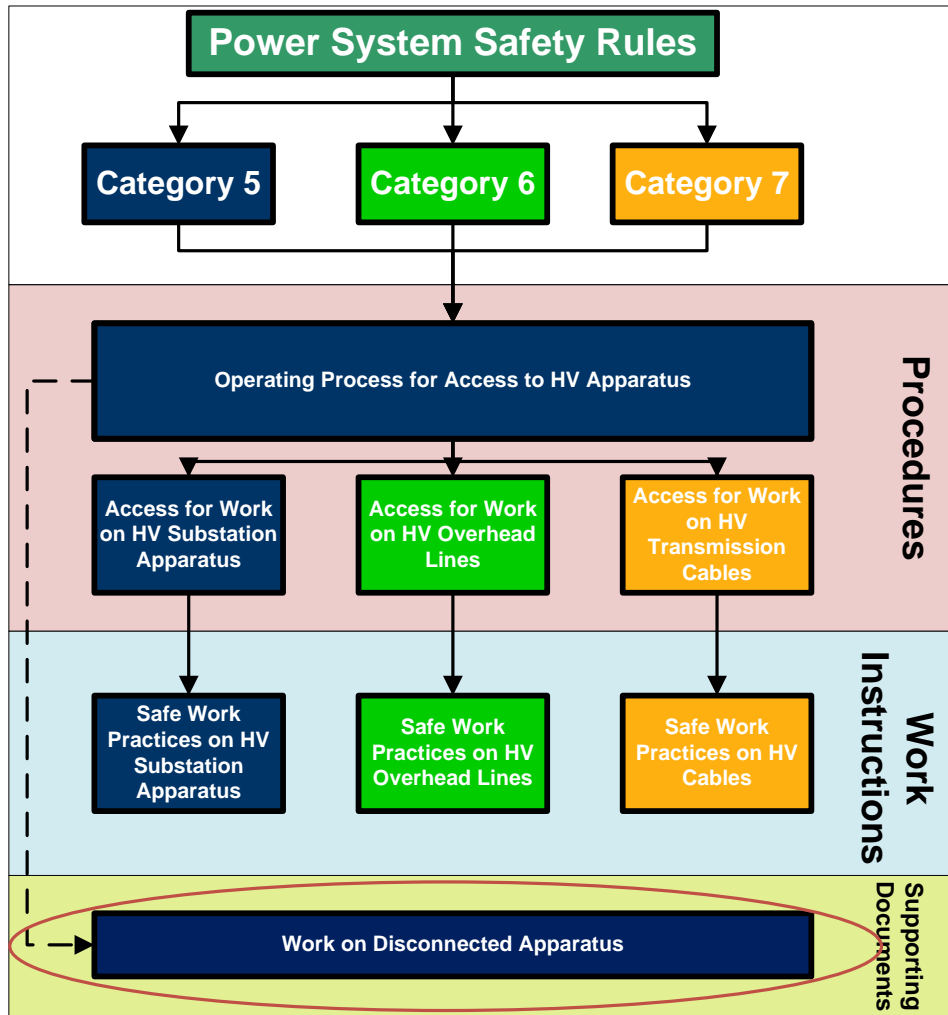 Power System Safety Rules
Category 5
Category 6
Category 7
Procedures
Operating Process for Access to HV Apparatus
Access for Work
on HV Substation
Apparatus
Access for Work
on HV Overhead
Lines
Access for Work
on HV
Transmission
Cables
Work
Instructions
Safe Work
Practices on HV
Substation
Apparatus
Safe Work
Practices on HV
Overhead Lines
Safe Work
Practices on HV
Cables
Supporting
Documents
Work on Disconnected Apparatus